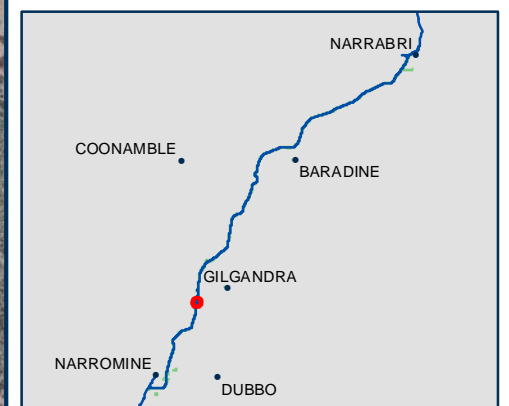 NARRABRI
COONAMBLE
BARADINE
GILGANDRA
NARROMINE
DUBBO